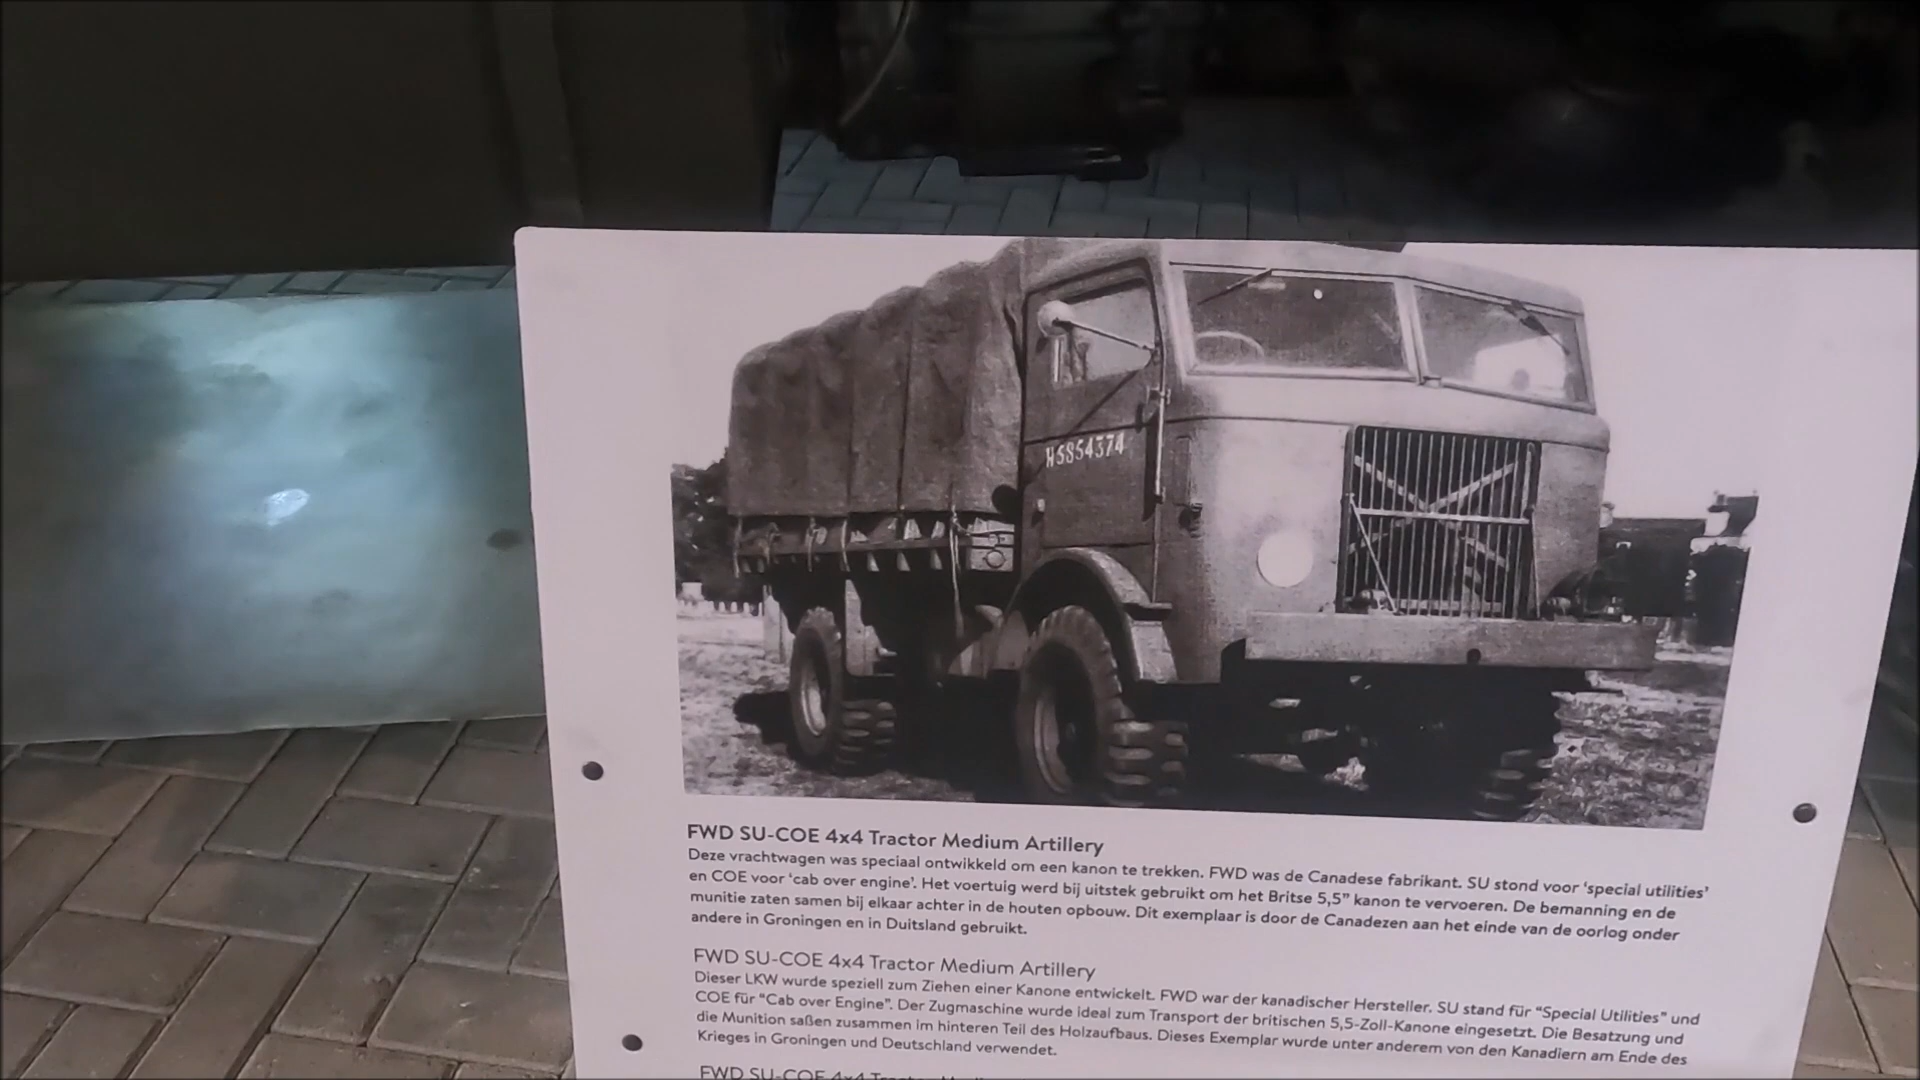 H5854374
FWD SU-COE 4x4 Tractor Medium Artillery
Deze vrachtwagen was speciaal ontwikkeld om een kanon te trekken. FWD was de Canadese fabrikant. SU stond voor ‘special utilities’
en COE voor ‘cab over engine’. Het voertuig werd bij uitstek gebruikt om het Britse 5,5” kanon te vervoeren. De bemanning en de
munitie zaten samen bij elkaar achter in de houten opbouw. Dit exemplaar is door de Canadezen aan het einde van de oorlog onder
andere in Groningen en in Duitsland gebruikt.
FWD SU-COE 4x4 Tractor Medium Artillery
Dieser LKW wurde speziell zum Ziehen einer Kanone entwickelt. FWD war der kanadischer Hersteller. SU stand für “Special Utilities” und
COE für “Cab over Engine”. Der Zugmaschine wurde ideal zum Transport der britischen 5,5-Zoll-Kanone eingesetzt. Die Besatzung und
die Munition saßen zusammen im hinteren Teil des Holzaufbaus. Dieses Exemplar wurde unter anderem von den Kanadiern am Ende des
Krieges in Groningen und Deutschland verwendet.
FWD SU-COE 4x4